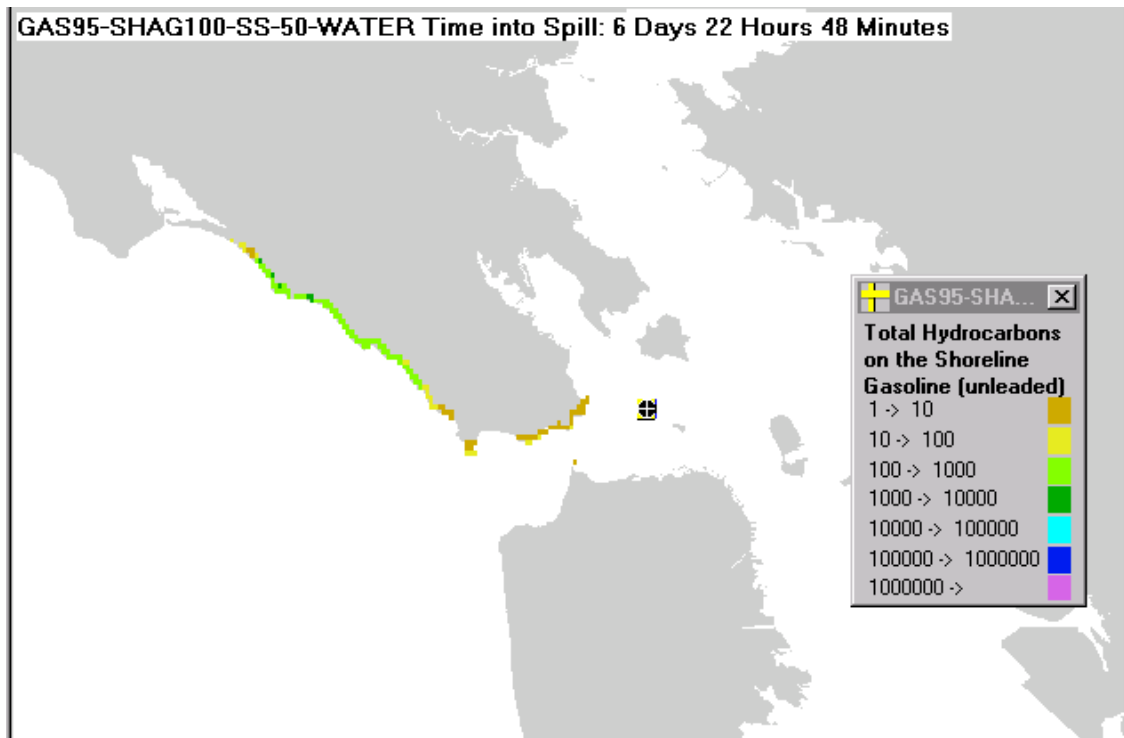 GAS95-SHAG100-SS-50-WATER Time into Spill: 6 Days 22 Hours 48 Minutes
GAS95-SHA...
Total Hydrocarbons
on the Shoreline
Gasoline (unleaded)
1 -> 10
10 -> 100
100 -> 1000
1000 -> 10000
10000 -> 100000
100000 -> 1000000
1000000 ->